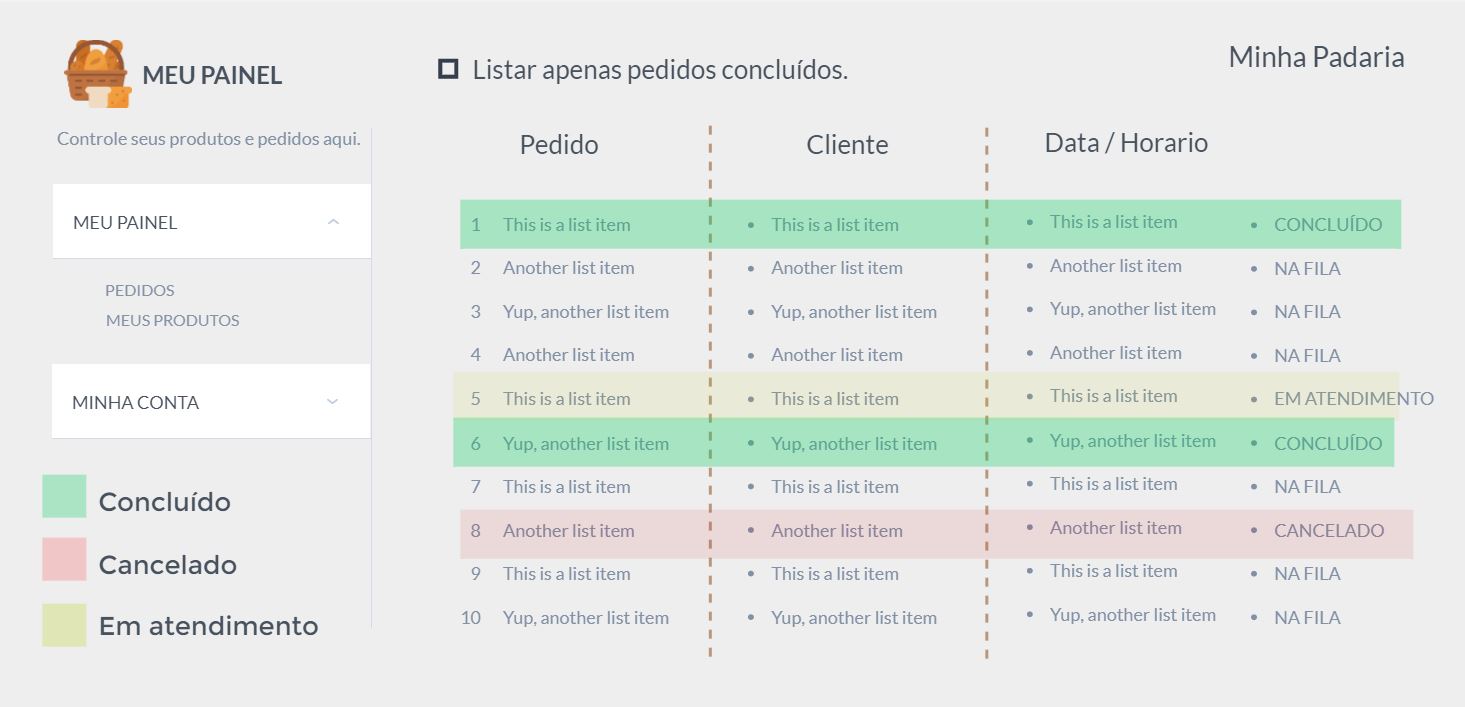 MEU PAINEL
Controle seus produtos e pedidos aqui.
MEU PAINEL
PEDIDOS
MEUS PRODUTOS
MINHA CONTA
Concluído
Cancelado
Em atendimento
Listar apenas pedidos concluídos.
Minha Padaria
Pedido Cliente Data / Horario
1 This is a list item • This is a list item • This is a list item • CONCLUÍDO
2 Another list item • Another list item • Another list item • NA FILA
3 Yup, another list item • Yup, another list item • Yup, another list item • NA FILA
4 Another list item • Another list item • Another list item • NA FILA
5 This is a list item • This is a list item • This is a list item • EM ATENDIMENTO
6 Yup, another list item • Yup, another list item • Yup, another list item • CONCLUÍDO
7 This is a list item • This is a list item • This is a list item • NA FILA
8 Another list item • Another list item • Another list item • CANCELADO
9 This is a list item • This is a list item • This is a list item • NA FILA
10 Yup, another list item • Yup, another list item • Yup, another list item • NA FILA